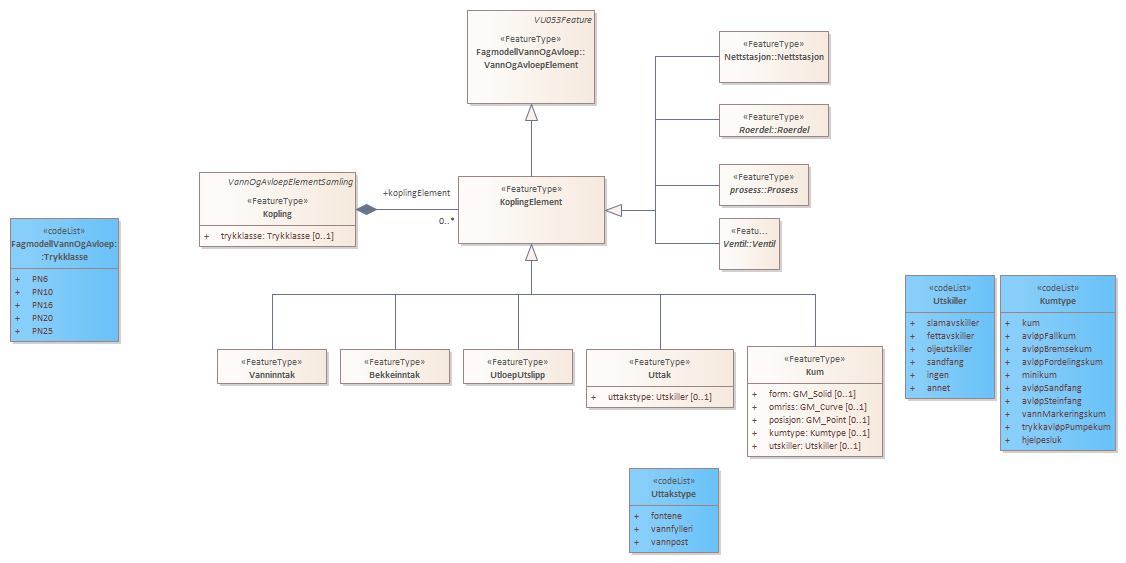 VU053Feature
«FeatureType»
FagmodellVannOgAvloep::
VannOgAvloepElement
«FeatureType»
Nettstasjon::Nettstasjon
«FeatureType»
Roerdel::Roerdel
«FeatureType»
prosess::Prosess
«Featu...
Ventil::Ventil
VannOgAvloepElementSamling
«FeatureType»
Kopling
+ trykklasse: Trykklasse [0..1]
+koplingElement
0..*
«FeatureType»
KoplingElement
«codeList»
FagmodellVannOgAvloep:
:Trykklasse
+ PN6
+ PN10
+ PN16
+ PN20
+ PN25
«FeatureType»
Vanninntak
«FeatureType»
Bekkeinntak
«FeatureType»
UtloepUtslipp
«FeatureType»
Uttak
+ uttakstype: Utskiller [0..1]
«FeatureType»
Kum
+ form: GM_Solid [0..1]
+ omriss: GM_Curve [0..1]
+ posisjon: GM_Point [0..1]
+ kumtype: Kumtype [0..1]
+ utskiller: Utskiller [0..1]
«codeList»
Utskiller
+ slamavskiller
+ fettavskiller
+ oljeutskiller
+ sandfang
+ ingen
+ annet
«codeList»
Kumtype
+ kum
+ avløpFallkum
+ avløpBremsekum
+ avløpFordelingskum
+ minikum
+ avløpSandfang
+ avløpSteinfang
+ vannMarkeringskum
+ trykkavløpPumpekum
+ hjelpesluk
«codeList»
Uttakstype
+ fontene
+ vannfylleri
+ vannpost